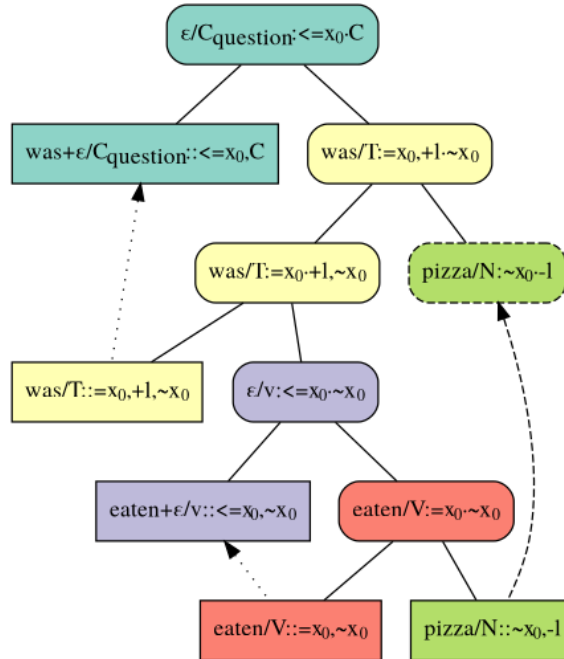 ε/Cquestion:<=x₀·C
was+ε/Cquestion::<=x₀,C
was/T:=x₀,+l·~x₀
was/T:=x₀·+l,~x₀
pizza/N:~x₀·-l
was/T::=x₀,+l,~x₀
ε/v:<=x₀·~x₀
eaten+ε/v::<=x₀,~x₀
eaten/V:=x₀·~x₀
eaten/V::=x₀,~x₀
pizza/N::~x₀,-l